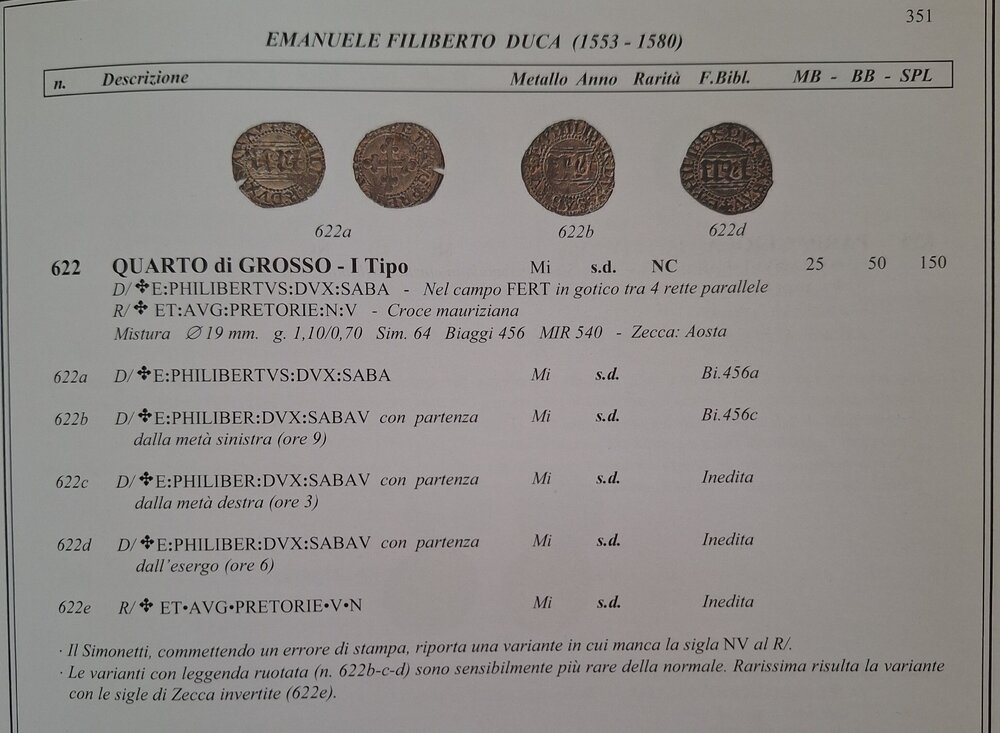 351
EMANUELE FILIBERTO DUCA (1553 - 1580)
n. Descrizione Metallo Anno Rarità F.Bibl. MB - BB - SPL
622a 622b 622d
622 QUARTO di GROSSO - I Tipo Mi s.d. NC 25 50 150
D/ ✤E:PHILIBERTVS:DVX:SABA - Nel campo FERT in gotico tra 4 rette parallele
R/ ✤ ET:AVG:PRETORIE:N:V - Croce mauriziana
Mistura ∅ 19 mm. g. 1,10/0,70 Sim. 64 Biaggi 456 MIR 540 - Zecca: Aosta
622a D/ ✤E:PHILIBERTVS:DVX:SABA Mi s.d. Bi.456a
622b D/ ✤E:PHILIBER:DVX:SABAV con partenza Mi s.d. Bi.456c
dalla metà sinistra (ore 9)
622c D/ ✤E:PHILIBER:DVX:SABAV con partenza Mi s.d. Inedita
dalla metà destra (ore 3)
622d D/ ✤E:PHILIBER:DVX:SABAV con partenza Mi s.d. Inedita
dall'esergo (ore 6)
622e R/ ✤ ET•AVG•PRETORIE•V•N Mi s.d. Inedita
· Il Simonetti, commettendo un errore di stampa, riporta una variante in cui manca la sigla NV al R/.
· Le varianti con leggenda ruotata (n. 622b-c-d) sono sensibilmente più rare della normale. Rarissima risulta la variante
con le sigle di Zecca invertite (622e).